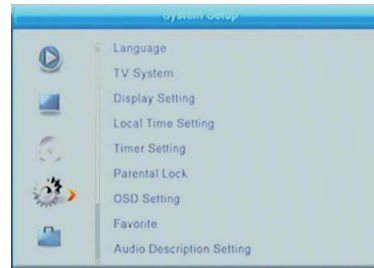 System Setup
Language
TV System
Display Setting
Local Time Setting
Timer Setting
Parental Lock
OSD Setting
Favorite
Audio Description Setting